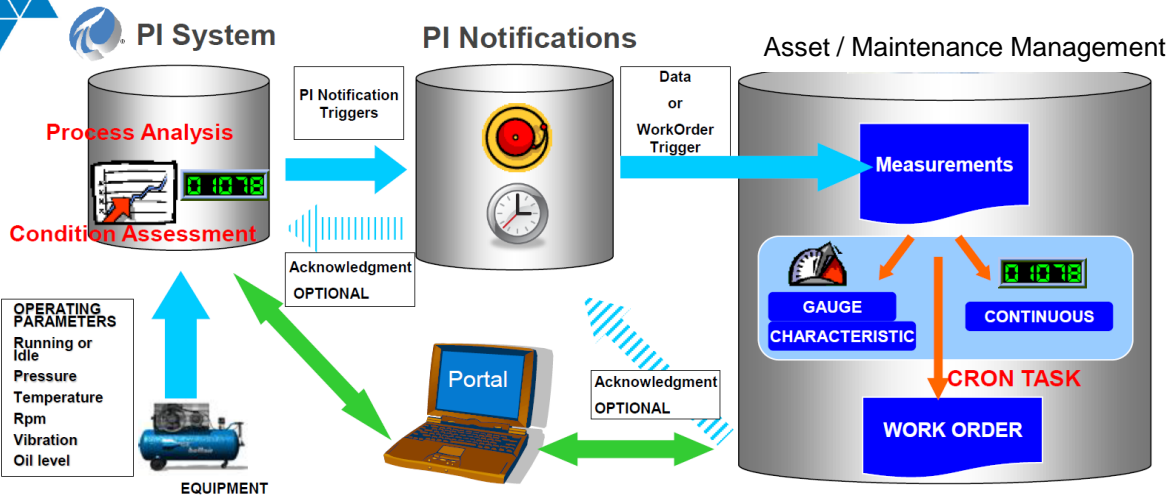 PI System
PI Notifications
Asset / Maintenance Management
Process Analysis
01078
Condition Assessment
PI Notification
Triggers
Data
or
WorkOrder
Trigger
Measurements
Acknowledgment
OPTIONAL
GAUGE
CHARACTERISTIC
01078
CONTINUOUS
OPERATING
PARAMETERS
Running or
Idle
Pressure
Temperature
Rpm
Vibration
Oil level
EQUIPMENT
Portal
Acknowledgment
OPTIONAL
CRON TASK
WORK ORDER